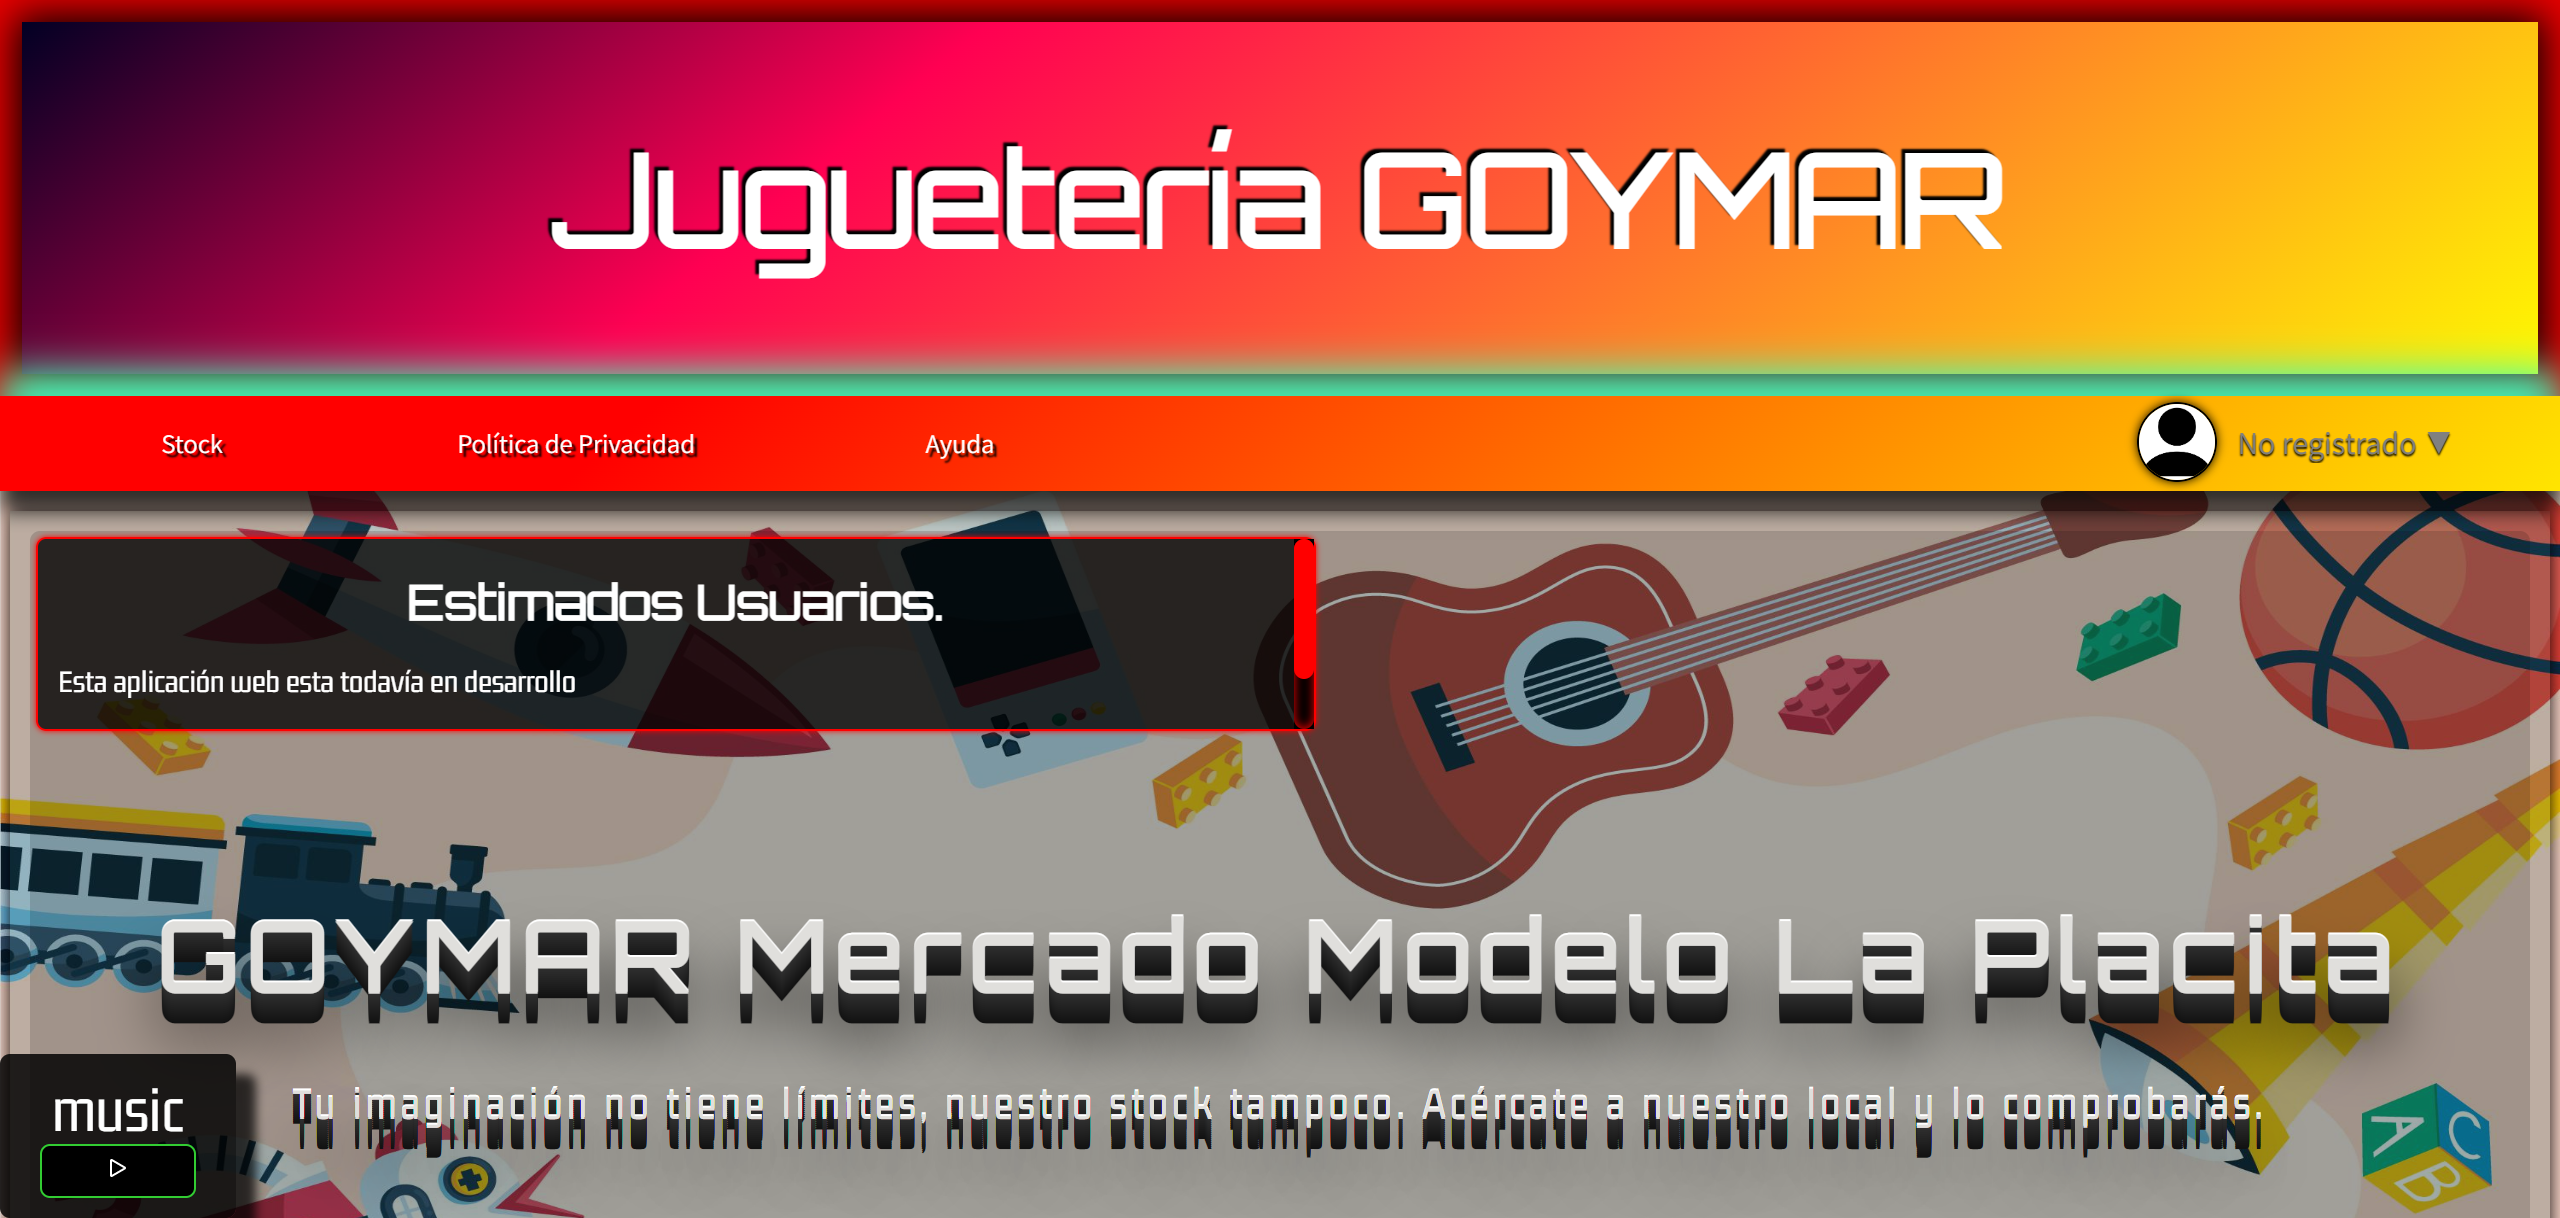 Juguetería GOYMAR
Stock Política de Privacidad Ayuda No registrado ▼
Estimados Usuarios.
Esta aplicación web esta todavía en desarrollo
GOYMAR Mercado Modelo La Placita
Tu imaginación no tiene límites, nuestro stock tampoco. Acércate a nuestro local y lo comprobarás.
music
A C B